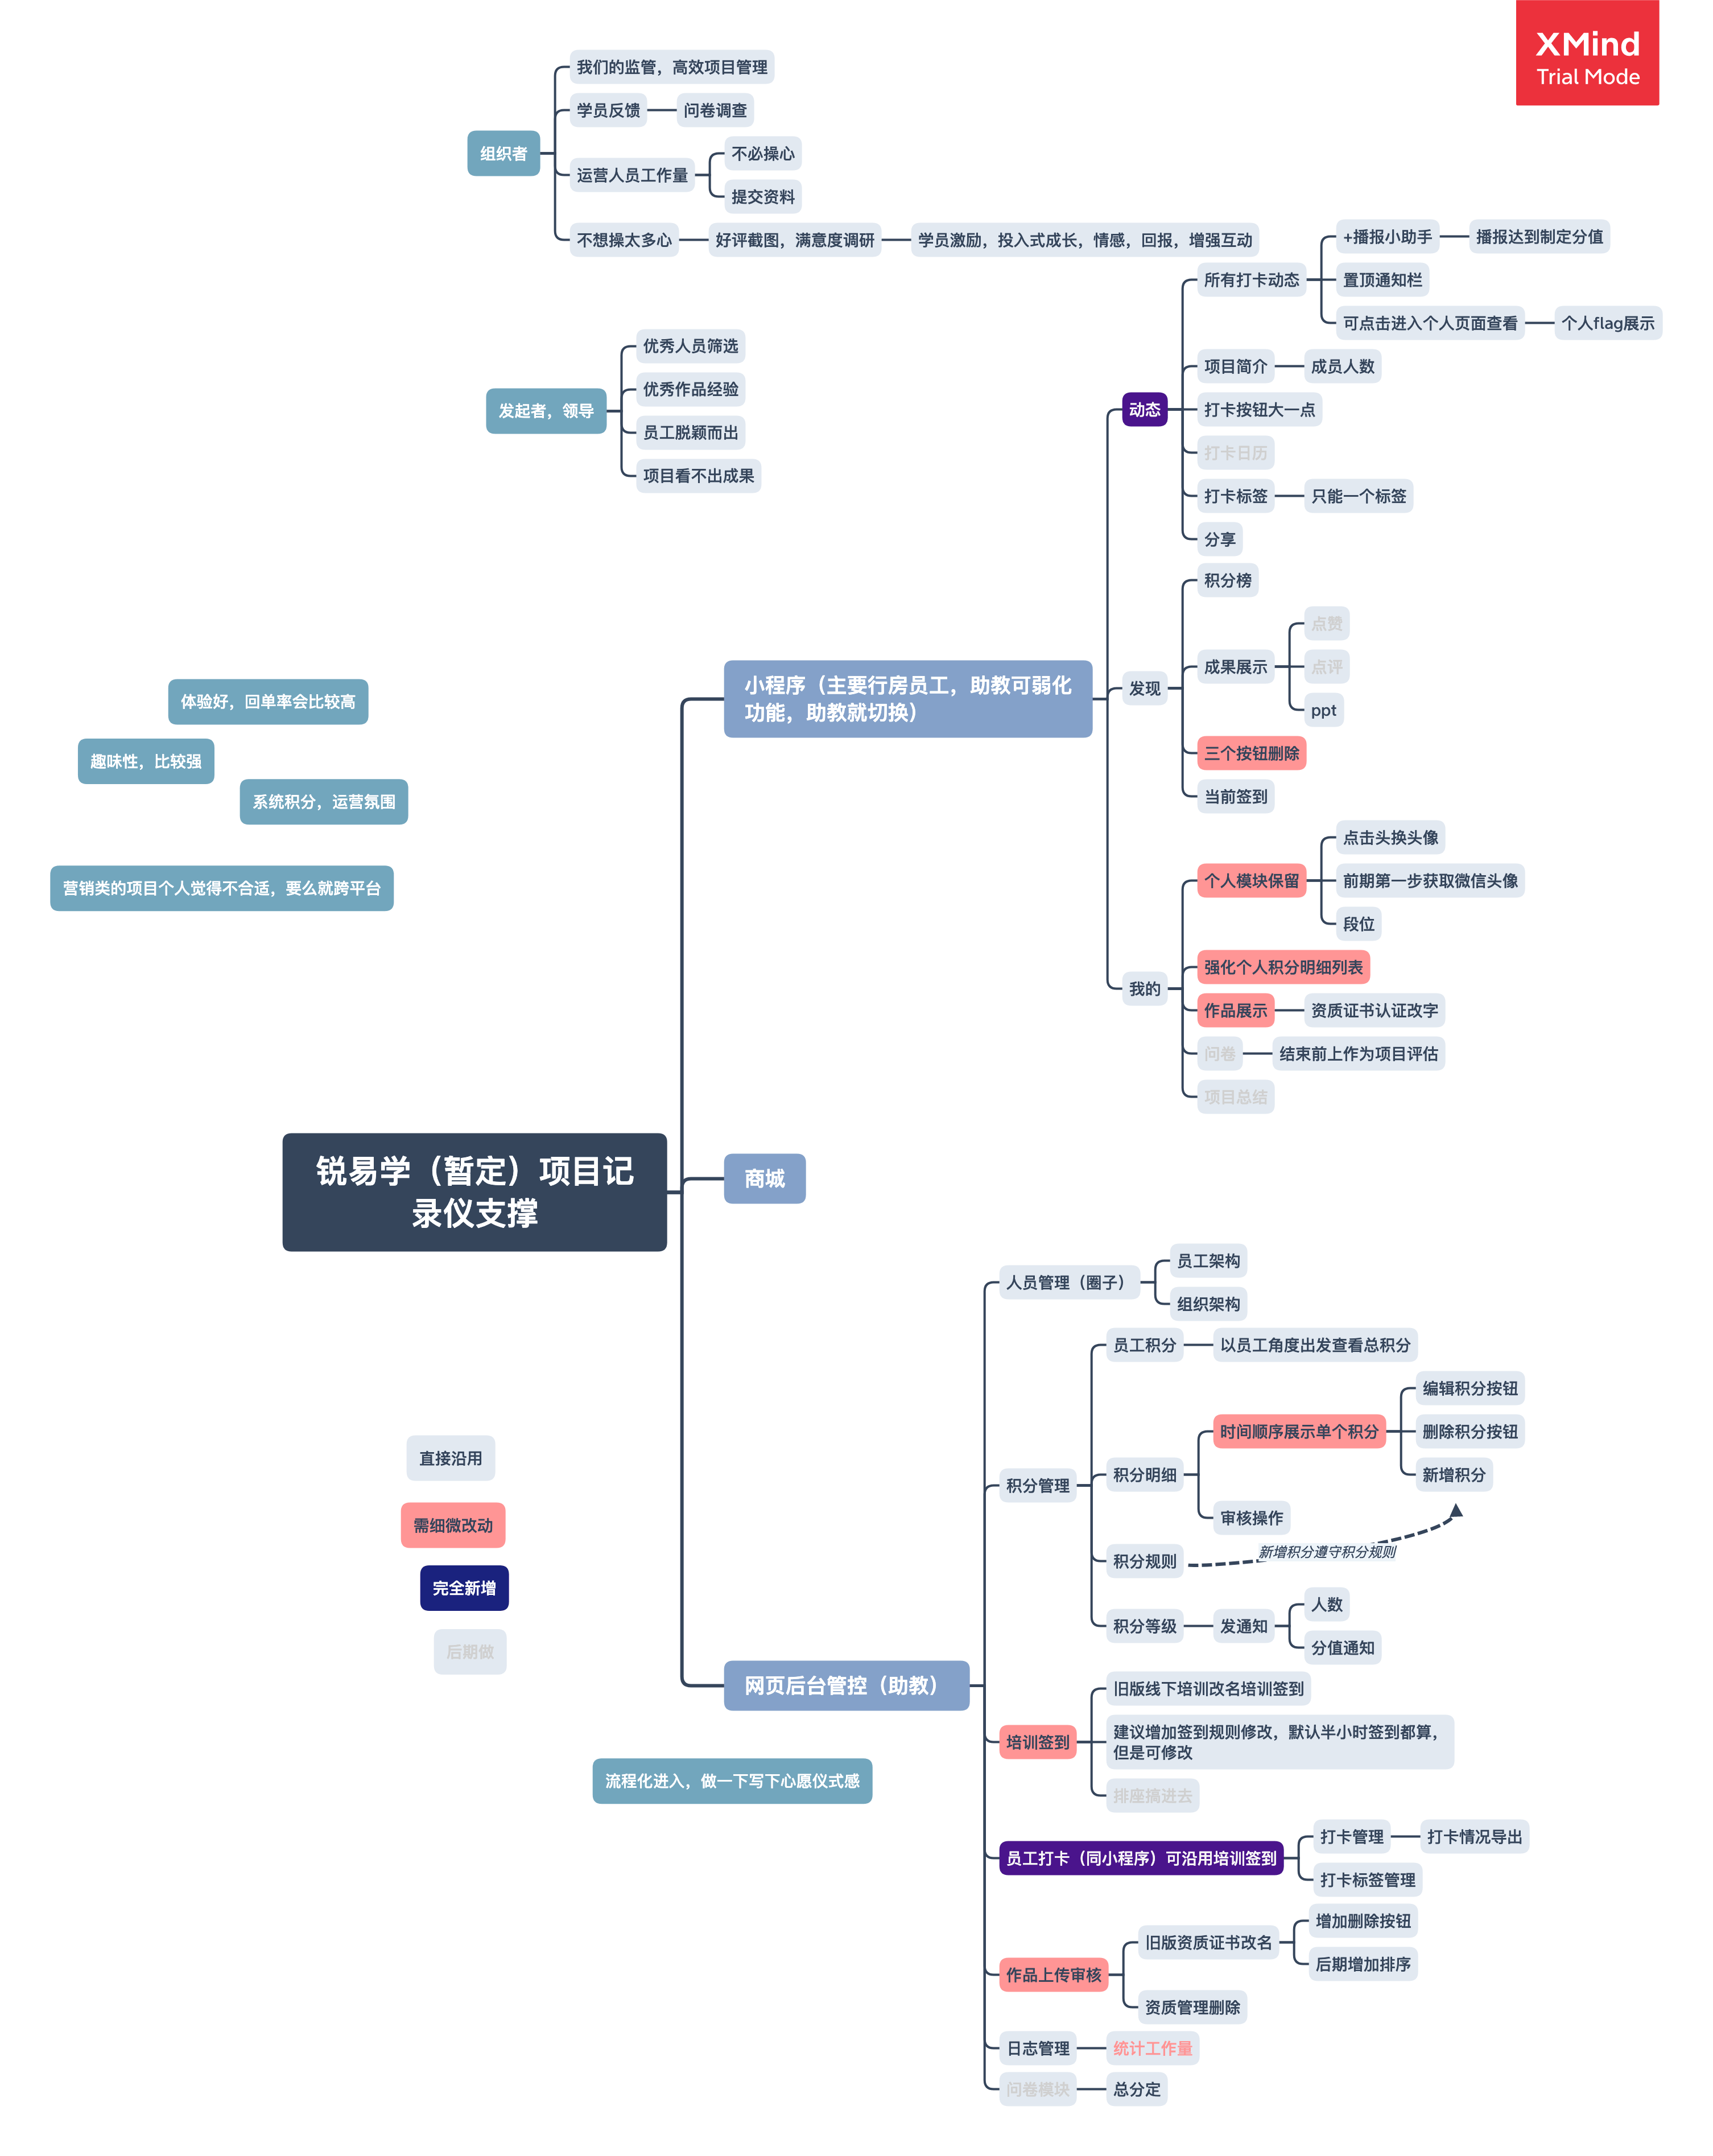 XMind
Trial Mode
组织者
我们的监管，高效项目管理
学员反馈
问卷调查
运营人员工作量
不必操心
提交资料
不想操太多心
好评截图，满意度调研
学员激励，投入式成长，情感，回报，增强互动
发起者，领导
优秀人员筛选
优秀作品经验
员工脱颖而出
项目看不出成果
体验好，回单率会比较高
趣味性，比较强
系统积分，运营氛围
营销类的项目个人觉得不合适，要么就跨平台
锐易学（暂定）项目记
录仪支撑
小程序（主要行房员工，助教可弱化
功能，助教就切换）
动态
所有打卡动态
+播报小助手
播报达到制定分值
置顶通知栏
可点击进入个人页面查看
个人flag展示
项目简介
成员人数
打卡按钮大一点
打卡日历
打卡标签
只能一个标签
分享
发现
积分榜
成果展示
点赞
点评
ppt
三个按钮删除
当前签到
我的
个人模块保留
点击头换头像
前期第一步获取微信头像
段位
强化个人积分明细列表
作品展示
资质证书认证改字
问卷
结束前上作为项目评估
项目总结
商城
网页后台管控（助教）
人员管理（圈子）
员工架构
组织架构
积分管理
员工积分
以员工角度出发查看总积分
积分明细
时间顺序展示单个积分
编辑积分按钮
删除积分按钮
新增积分
审核操作
积分规则
新增积分遵守积分规则
积分等级
发通知
人数
分值通知
培训签到
旧版线下培训改名培训签到
建议增加签到规则修改，默认半小时签到都算，
但是可修改
排座搞进去
员工打卡（同小程序）可沿用培训签到
打卡管理
打卡情况导出
打卡标签管理
作品上传审核
旧版资质证书改名
增加删除按钮
后期增加排序
资质管理删除
日志管理
统计工作量
问卷模块
总分定
直接沿用
需细微改动
完全新增
后期做
流程化进入，做一下写下心愿仪式感